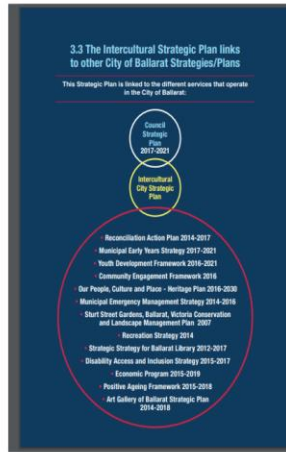 3.3 The Intercultural Strategic Plan links
to other City of Ballarat Strategies/Plans
This Strategic Plan is linked to the different services that operate
in the City of Ballarat:
Council
Strategic
Plan
2017-2021
Intercultural
City Strategic
Plan
• Reconciliation Action Plan 2014-2017
• Municipal Early Years Strategy 2017-2021
• Youth Development Framework 2016-2021
• Community Engagement Framework 2016
• Our People, Culture and Place - Heritage Plan 2016-2030
• Municipal Emergency Management Strategy 2014-2016
• Sturt Street Gardens, Ballarat, Victoria Conservation
and Landscape Management Plan 2007
• Recreation Strategy 2014
• Strategic Strategy for Ballarat Library 2012-2017
• Disability Access and Inclusion Strategy 2015-2017
• Economic Program 2015-2019
• Positive Ageing Framework 2015-2018
• Art Gallery of Ballarat Strategic Plan
2014-2018